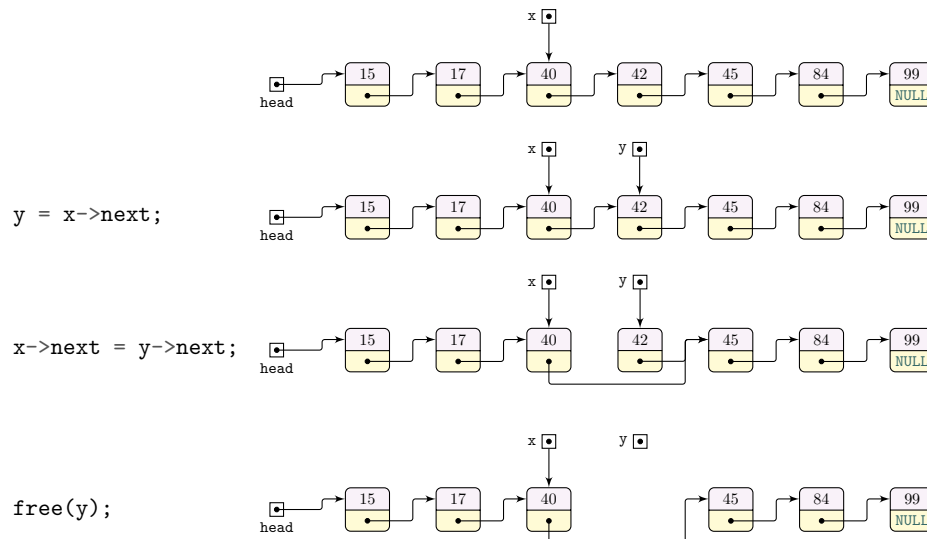 x
15 17 40 42 45 84 99
head NULL
x y
15 17 40 42 45 84 99
y = x->next;
head NULL
x y
15 17 40 42 45 84 99
x->next = y->next;
head NULL
x y
15 17 40 45 84 99
free(y);
head NULL